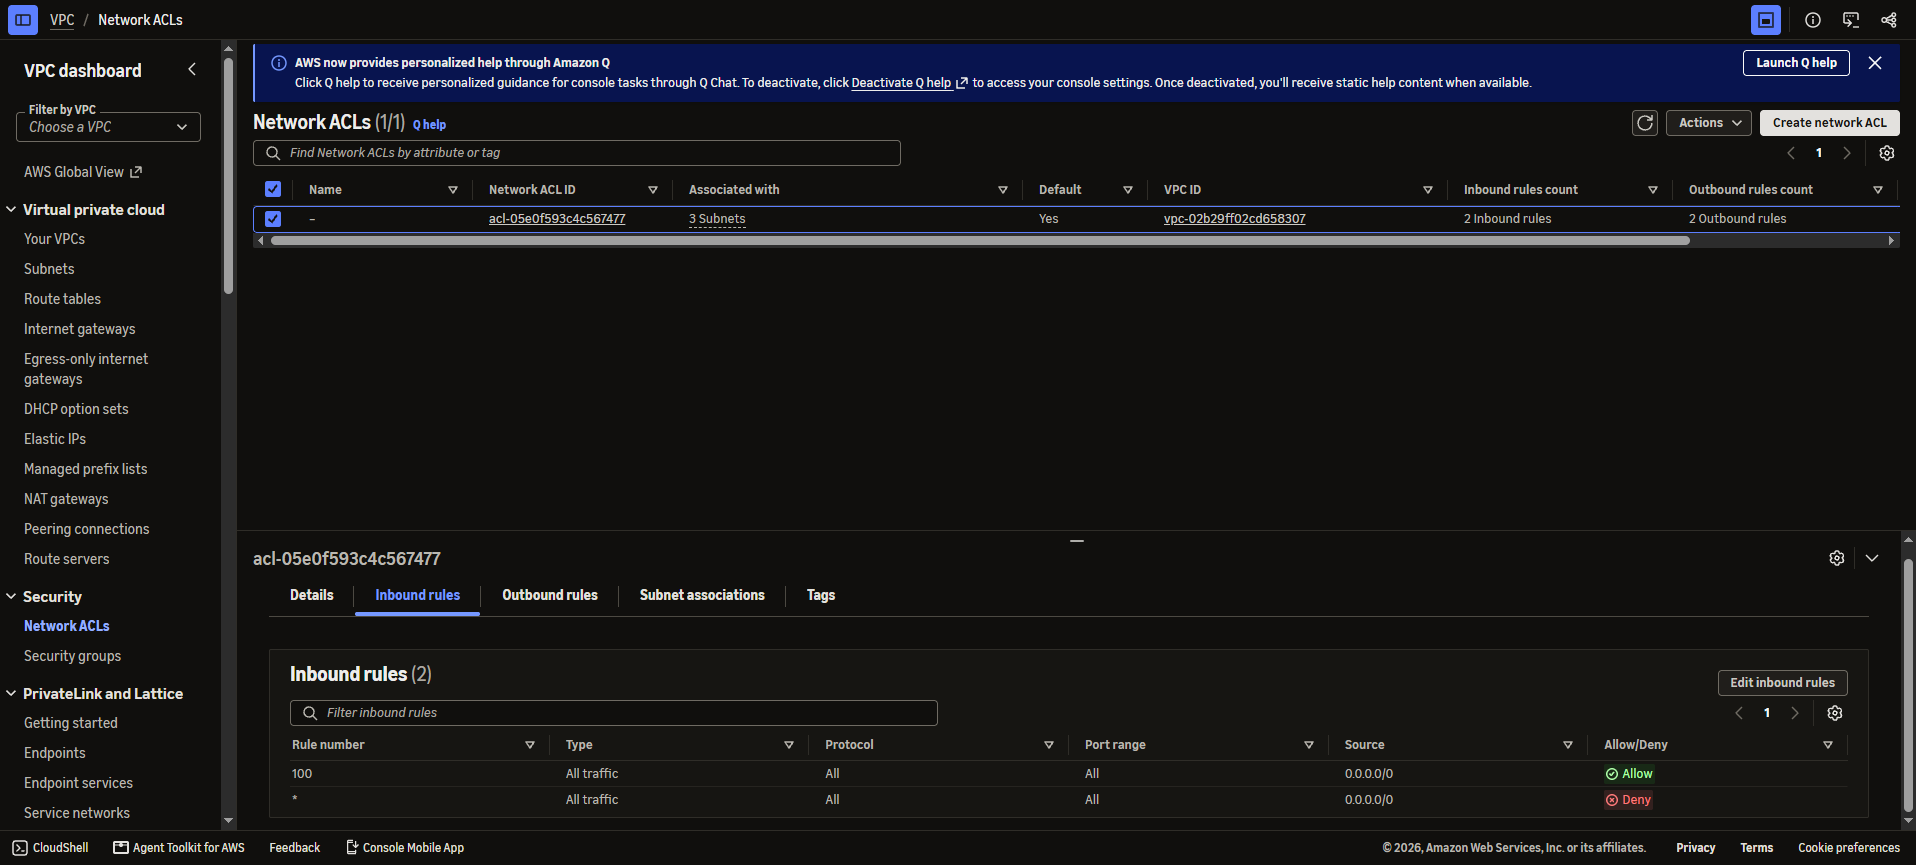 VPC / Network ACLs
VPC dashboard
Filter by VPC
Choose a VPC
AWS Global View
Virtual private cloud
Your VPCs
Subnets
Route tables
Internet gateways
Egress-only internet
gateways
DHCP option sets
Elastic IPs
Managed prefix lists
NAT gateways
Peering connections
Route servers
Security
Network ACLs
Security groups
PrivateLink and Lattice
Getting started
Endpoints
Endpoint services
Service networks
AWS now provides personalized help through Amazon Q
Click Q help to receive personalized guidance for console tasks through Q Chat. To deactivate, click Deactivate Q help to access your console settings. Once deactivated, you'll receive static help content when available.
Launch Q help
Network ACLs (1/1) Q help
Actions
Create network ACL
Find Network ACLs by attribute or tag
1
Name Network ACL ID Associated with Default VPC ID Inbound rules count Outbound rules count
– acl-05e0f593c4c567477 3 Subnets Yes vpc-02b29ff02cd658307 2 Inbound rules 2 Outbound rules
acl-05e0f593c4c567477
Details Inbound rules Outbound rules Subnet associations Tags
Inbound rules (2)
Edit inbound rules
Filter inbound rules
1
Rule number Type Protocol Port range Source Allow/Deny
100 All traffic All All 0.0.0.0/0 Allow
* All traffic All All 0.0.0.0/0 Deny
CloudShell Agent Toolkit for AWS Feedback Console Mobile App © 2026, Amazon Web Services, Inc. or its affiliates. Privacy Terms Cookie preferences